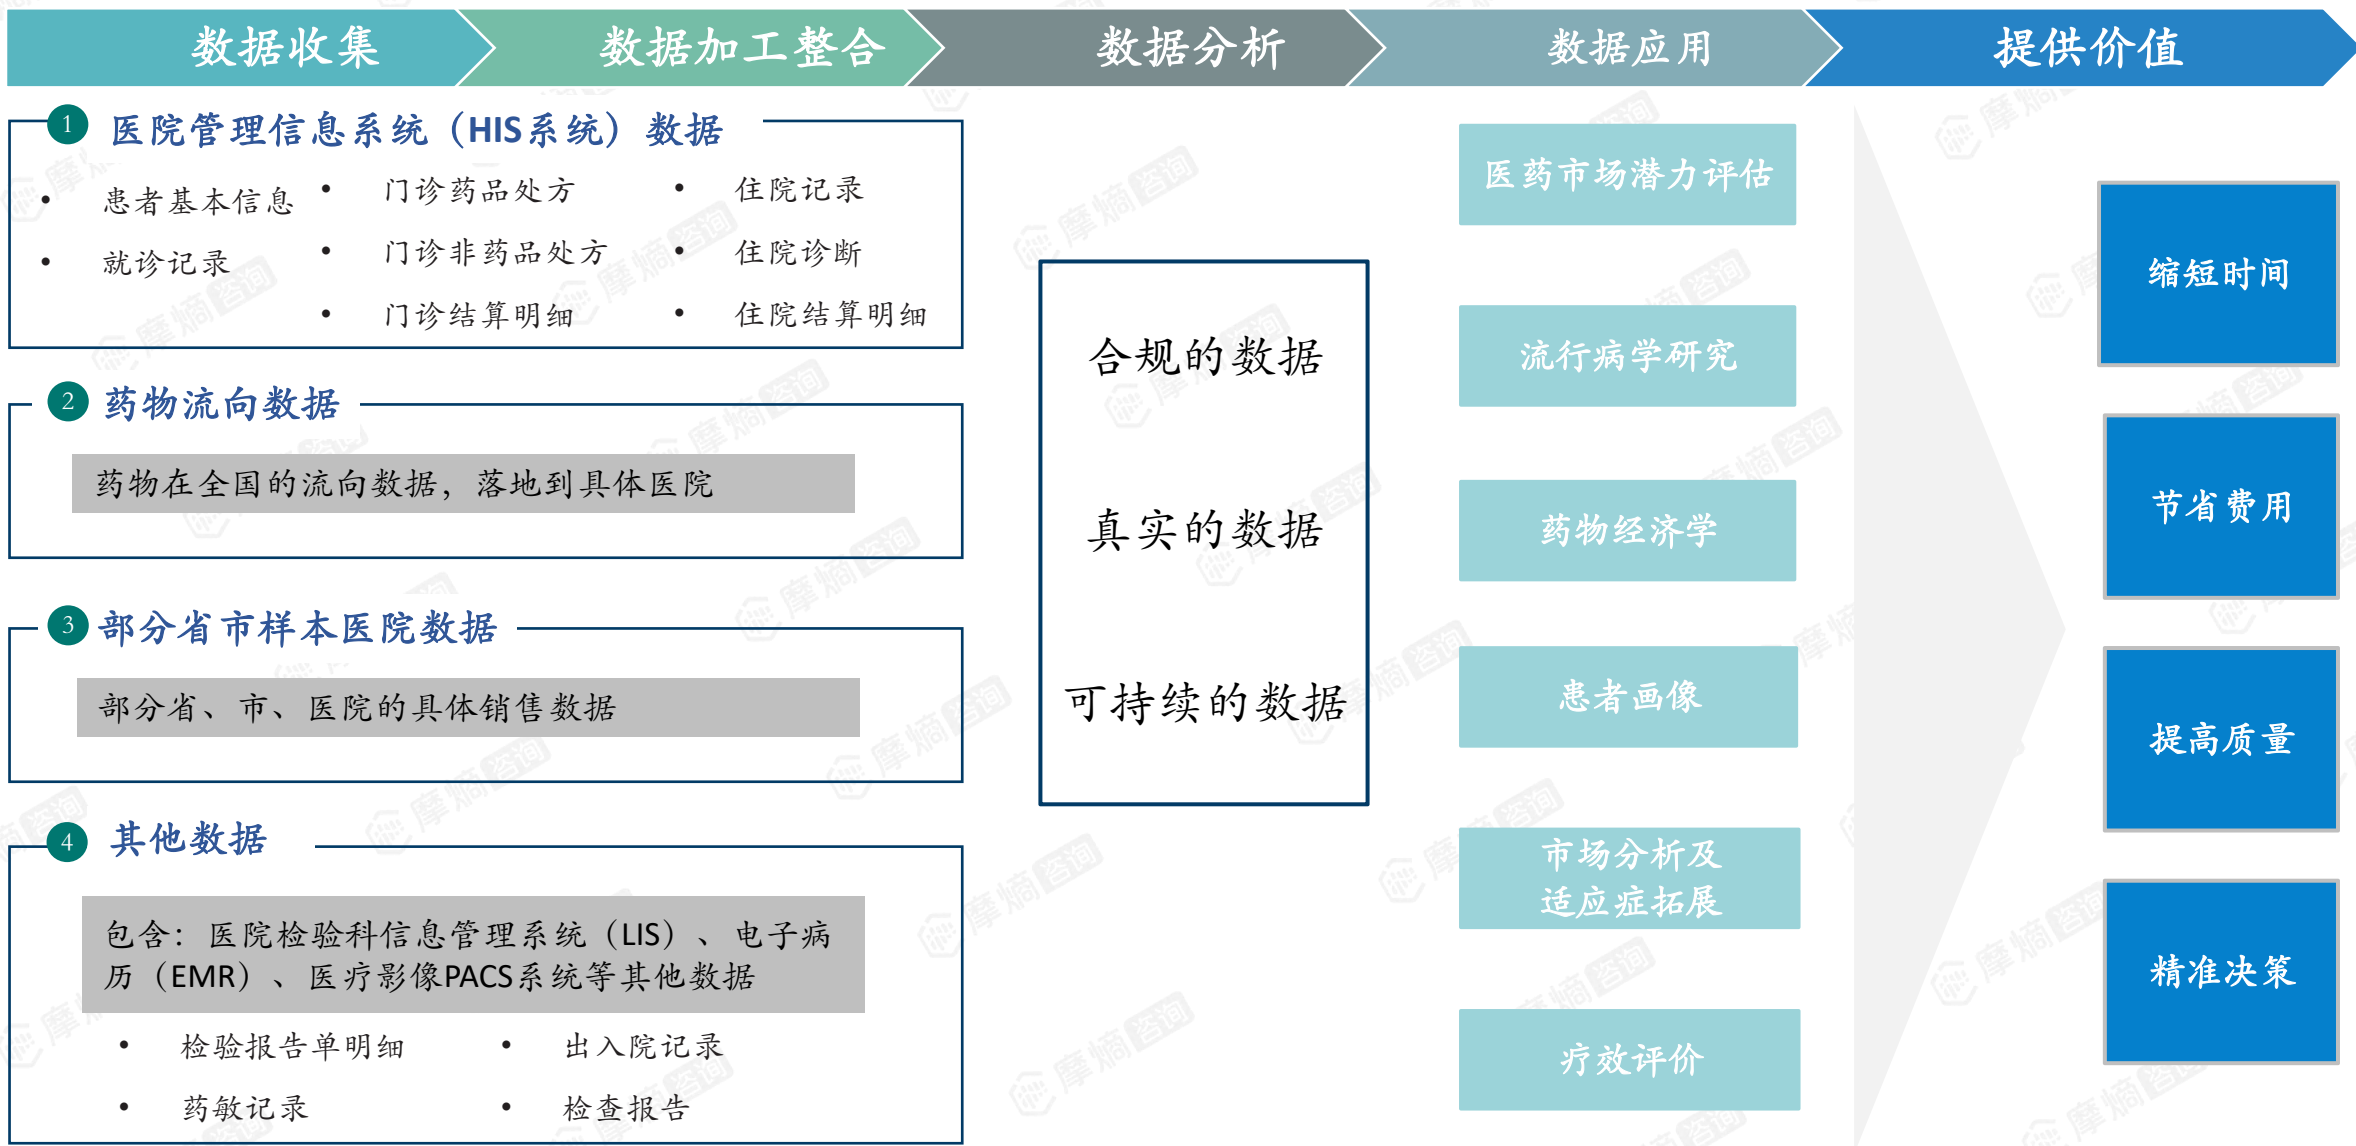 数据收集
数据加工整合
数据分析
数据应用
提供价值
1 医院管理信息系统（HIS系统）数据
• 患者基本信息
• 就诊记录
• 门诊药品处方
• 门诊非药品处方
• 门诊结算明细
• 住院记录
• 住院诊断
• 住院结算明细
2 药物流向数据
药物在全国的流向数据，落地到具体医院
3 部分省市样本医院数据
部分省、市、医院的具体销售数据
4 其他数据
包含：医院检验科信息管理系统（LIS）、电子病
历（EMR）、医疗影像PACS系统等其他数据
• 检验报告单明细
• 药敏记录
• 出入院记录
• 检查报告
合规的数据
真实的数据
可持续的数据
医药市场潜力评估
流行病学研究
药物经济学
患者画像
市场分析及
适应症拓展
疗效评价
缩短时间
节省费用
提高质量
精准决策
摩熵咨询